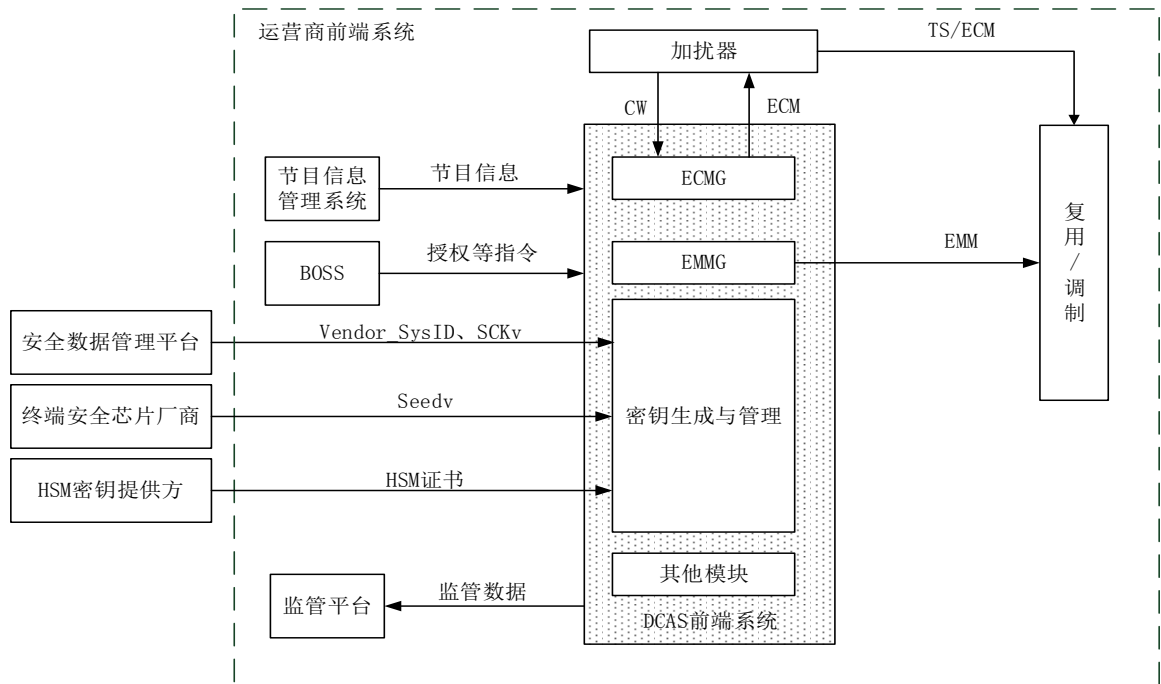 运营商前端系统
加扰器
TS/ECM
CW
ECM
节目信息
管理系统
节目信息
ECMG
复用/调制
BOSS
授权等指令
EMMG
EMM
安全数据管理平台
Vendor_SysID、SCKv
终端安全芯片厂商
Seedv
密钥生成与管理
HSM密钥提供方
HSM证书
其他模块
监管平台
监管数据
DCAS前端系统